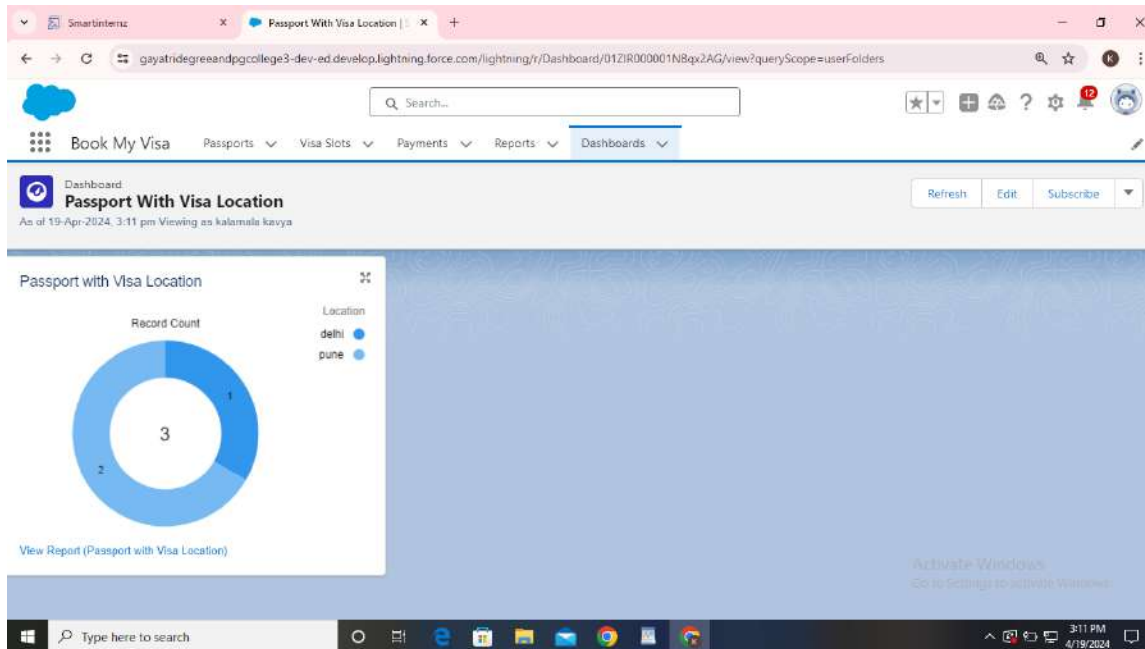 Smartinternz
Passport With Visa Location | S
gayatridegreeandpgcollege3-dev-ed.develop.lightning.force.com/lightning/r/Dashboard/01ZIR000001N8qx2AG/view?queryScope=userFolders
K
Search...
12
Book My Visa Passports Visa Slots Payments Reports Dashboards
Dashboard
Passport With Visa Location
As of 19-Apr-2024, 3:11 pm Viewing as kalamala kavya
Refresh Edit Subscribe
Passport with Visa Location
Record Count
Location
delhi
pune
1
3
2
View Report (Passport with Visa Location)
Activate Windows
Go to Settings to activate Windows.
Type here to search
3:11 PM
4/19/2024